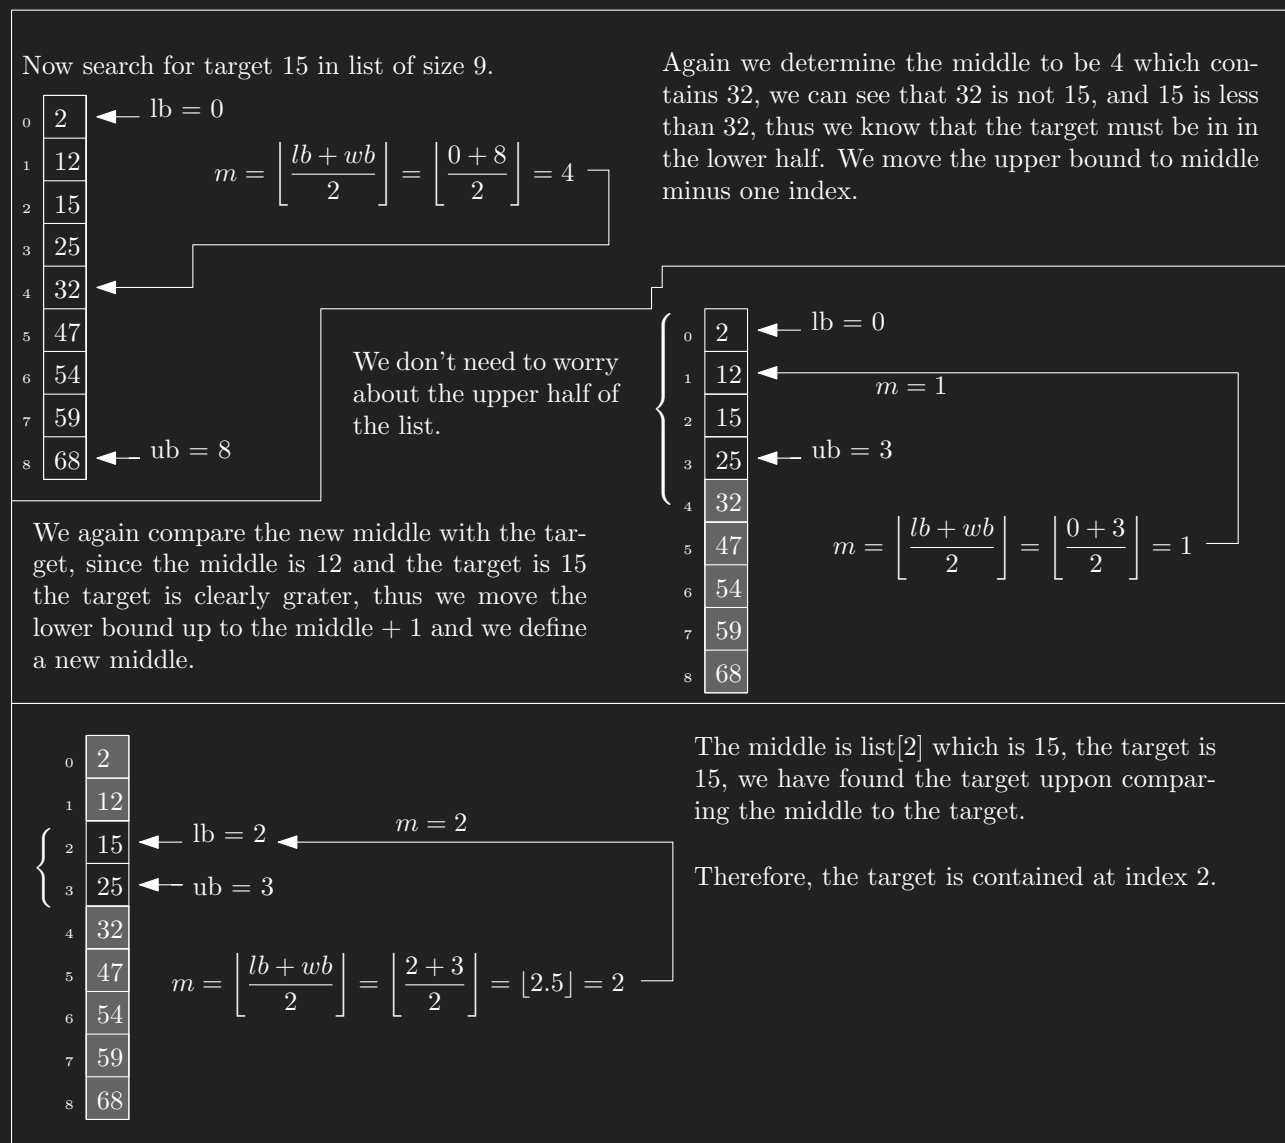 Now search for target 15 in list of size 9.
0 2 lb = 0
1 12
m = ⌊(lb + wb)/2⌋ = ⌊(0 + 8)/2⌋ = 4
2 15
3 25
4 32
5 47
6 54
7 59
8 68 ub = 8
Again we determine the middle to be 4 which con-
tains 32, we can see that 32 is not 15, and 15 is less
than 32, thus we know that the target must be in in
the lower half. We move the upper bound to middle
minus one index.
We don't need to worry
about the upper half of
the list.
0 2 lb = 0
1 12 m = 1
2 15
3 25 ub = 3
4 32
5 47 m = ⌊(lb + wb)/2⌋ = ⌊(0 + 3)/2⌋ = 1
6 54
7 59
8 68
We again compare the new middle with the tar-
get, since the middle is 12 and the target is 15
the target is clearly grater, thus we move the
lower bound up to the middle + 1 and we define
a new middle.
0 2
1 12
2 15 lb = 2 m = 2
3 25 ub = 3
4 32
5 47 m = ⌊(lb + wb)/2⌋ = ⌊(2 + 3)/2⌋ = ⌊2.5⌋ = 2
6 54
7 59
8 68
The middle is list[2] which is 15, the target is
15, we have found the target uppon compar-
ing the middle to the target.
Therefore, the target is contained at index 2.